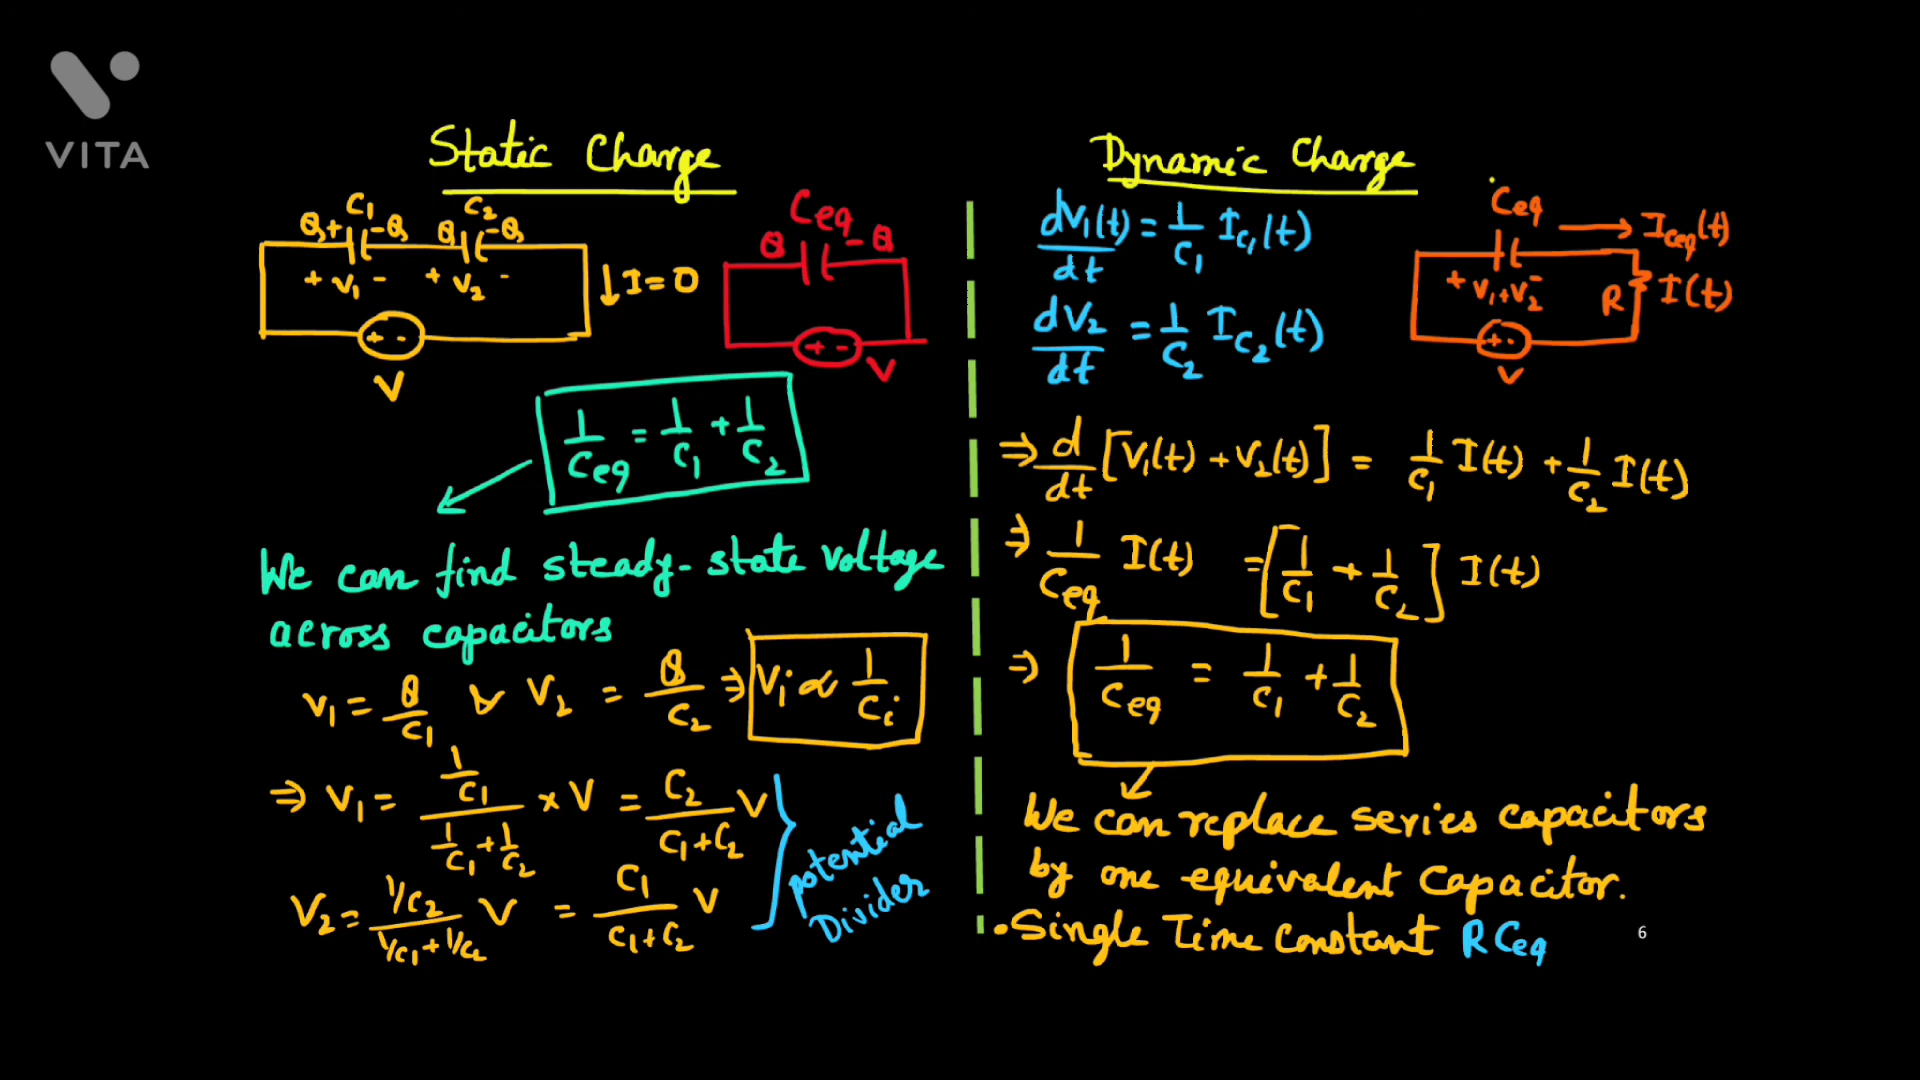 VITA
Static Charge
C1 C2
Q+ -Q Q -Q
+ V1 - + V2 -
↓ I = 0
+ -
V
Ceq
Q -Q
+ -
V
1/Ceq = 1/C1 + 1/C2
We can find steady-state voltage
across capacitors
V1 = Q/C1 & V2 = Q/C2 ⇒ Vi ∝ 1/Ci
⇒ V1 = (1/C1)/(1/C1 + 1/C2) × V = C2/(C1+C2) V
V2 = (1/C2)/(1/C1 + 1/C2) V = C1/(C1+C2) V
potential
Divider
Dynamic Charge
dV1(t)/dt = 1/C1 IC1(t)
dV2/dt = 1/C2 IC2(t)
Ceq → ICeq(t)
+ V1+V2 -
R I(t)
+ -
V
⇒ d/dt [V1(t) + V2(t)] = 1/C1 I(t) + 1/C2 I(t)
⇒ 1/Ceq I(t) = [1/C1 + 1/C2] I(t)
⇒ 1/Ceq = 1/C1 + 1/C2
We can replace series capacitors
by one equivalent capacitor.
• Single Time Constant RCeq
6